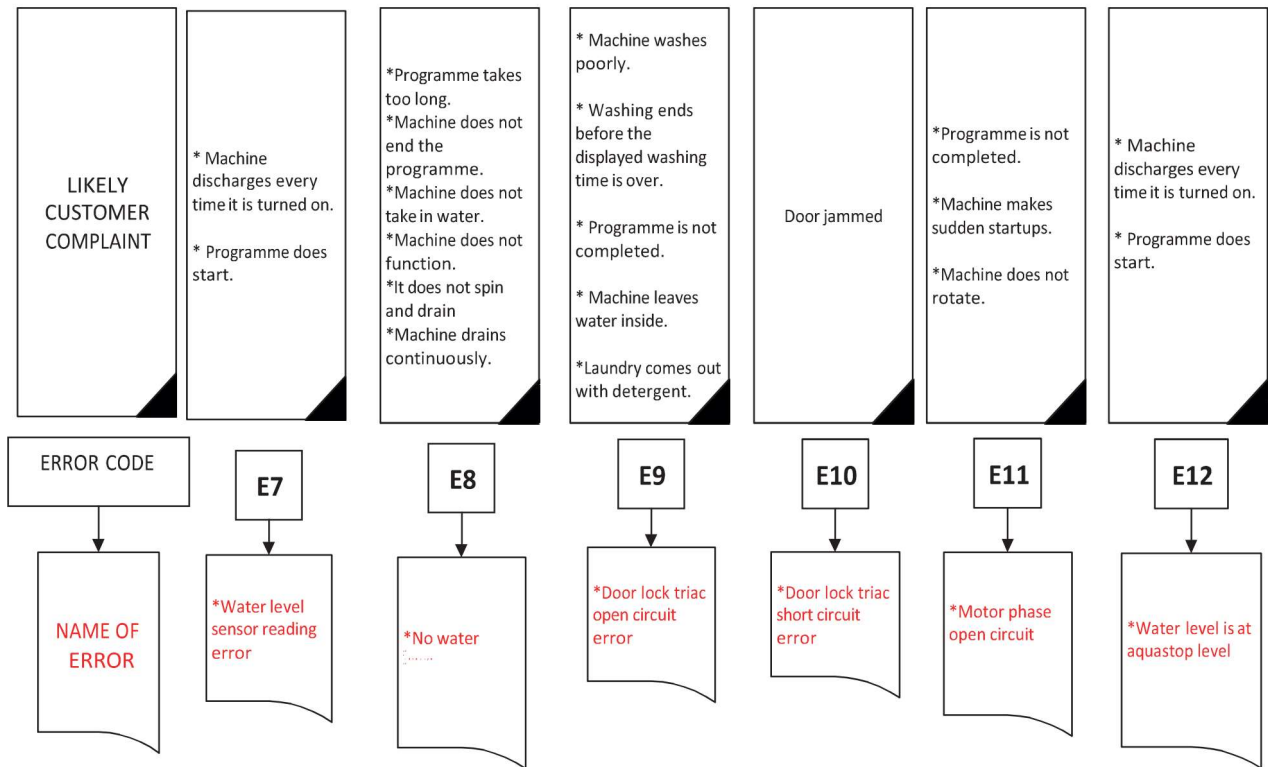 LIKELY
CUSTOMER
COMPLAINT
* Machine
discharges every
time it is turned on.
* Programme does
start.
*Programme takes
too long.
*Machine does not
end the
programme.
*Machine does not
take in water.
*Machine does not
function.
*It does not spin
and drain
*Machine drains
continuously.
* Machine washes
poorly.
* Washing ends
before the
displayed washing
time is over.
* Programme is not
completed.
* Machine leaves
water inside.
*Laundry comes out
with detergent.
Door jammed
*Programme is not
completed.
*Machine makes
sudden startups.
*Machine does not
rotate.
* Machine
discharges every
time it is turned on.
* Programme does
start.
ERROR CODE
E7
E8
E9
E10
E11
E12
NAME OF
ERROR
*Water level
sensor reading
error
*No water
*Door lock triac
open circuit
error
*Door lock triac
short circuit
error
*Motor phase
open circuit
*Water level is at
aquastop level